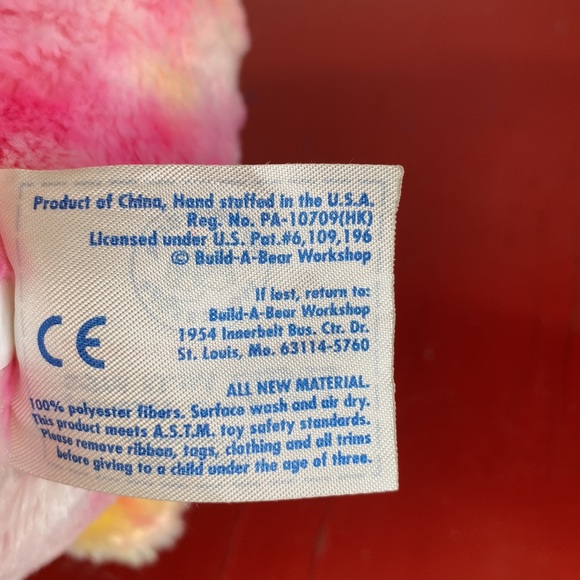 Product of China, Hand stuffed in the U.S.A.
Reg. No. PA-10709(HK)
Licensed under U.S. Pat.#6,109,196
© Build-A-Bear Workshop
If lost, return to:
Build-A-Bear Workshop
1954 Innerbelt Bus. Ctr. Dr.
St. Louis, Mo. 63114-5760
CE
ALL NEW MATERIAL.
100% polyester fibers. Surface wash and air dry.
This product meets A.S.T.M. toy safety standards.
Please remove ribbon, tags, clothing and all trims
before giving to a child under the age of three.